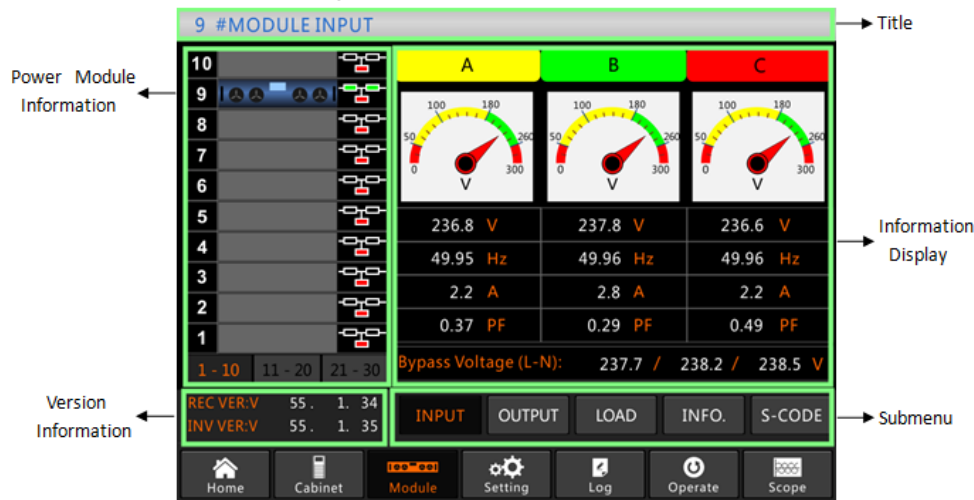 9 #MODULE INPUT
Title
Power Module
Information
10
9
8
7
6
5
4
3
2
1
1 - 10 11 - 20 21 - 30
A B C
0 50 100 180 260 300 V
0 50 100 180 260 300 V
0 50 100 180 260 300 V
236.8 V 237.8 V 236.6 V
49.95 Hz 49.96 Hz 49.96 Hz
2.2 A 2.8 A 2.2 A
0.37 PF 0.29 PF 0.49 PF
Bypass Voltage (L-N): 237.7 / 238.2 / 238.5 V
Information
Display
Version
Information
REC VER:V 55. 1. 34
INV VER:V 55. 1. 35
INPUT OUTPUT LOAD INFO. S-CODE
Submenu
Home Cabinet Module Setting Log Operate Scope